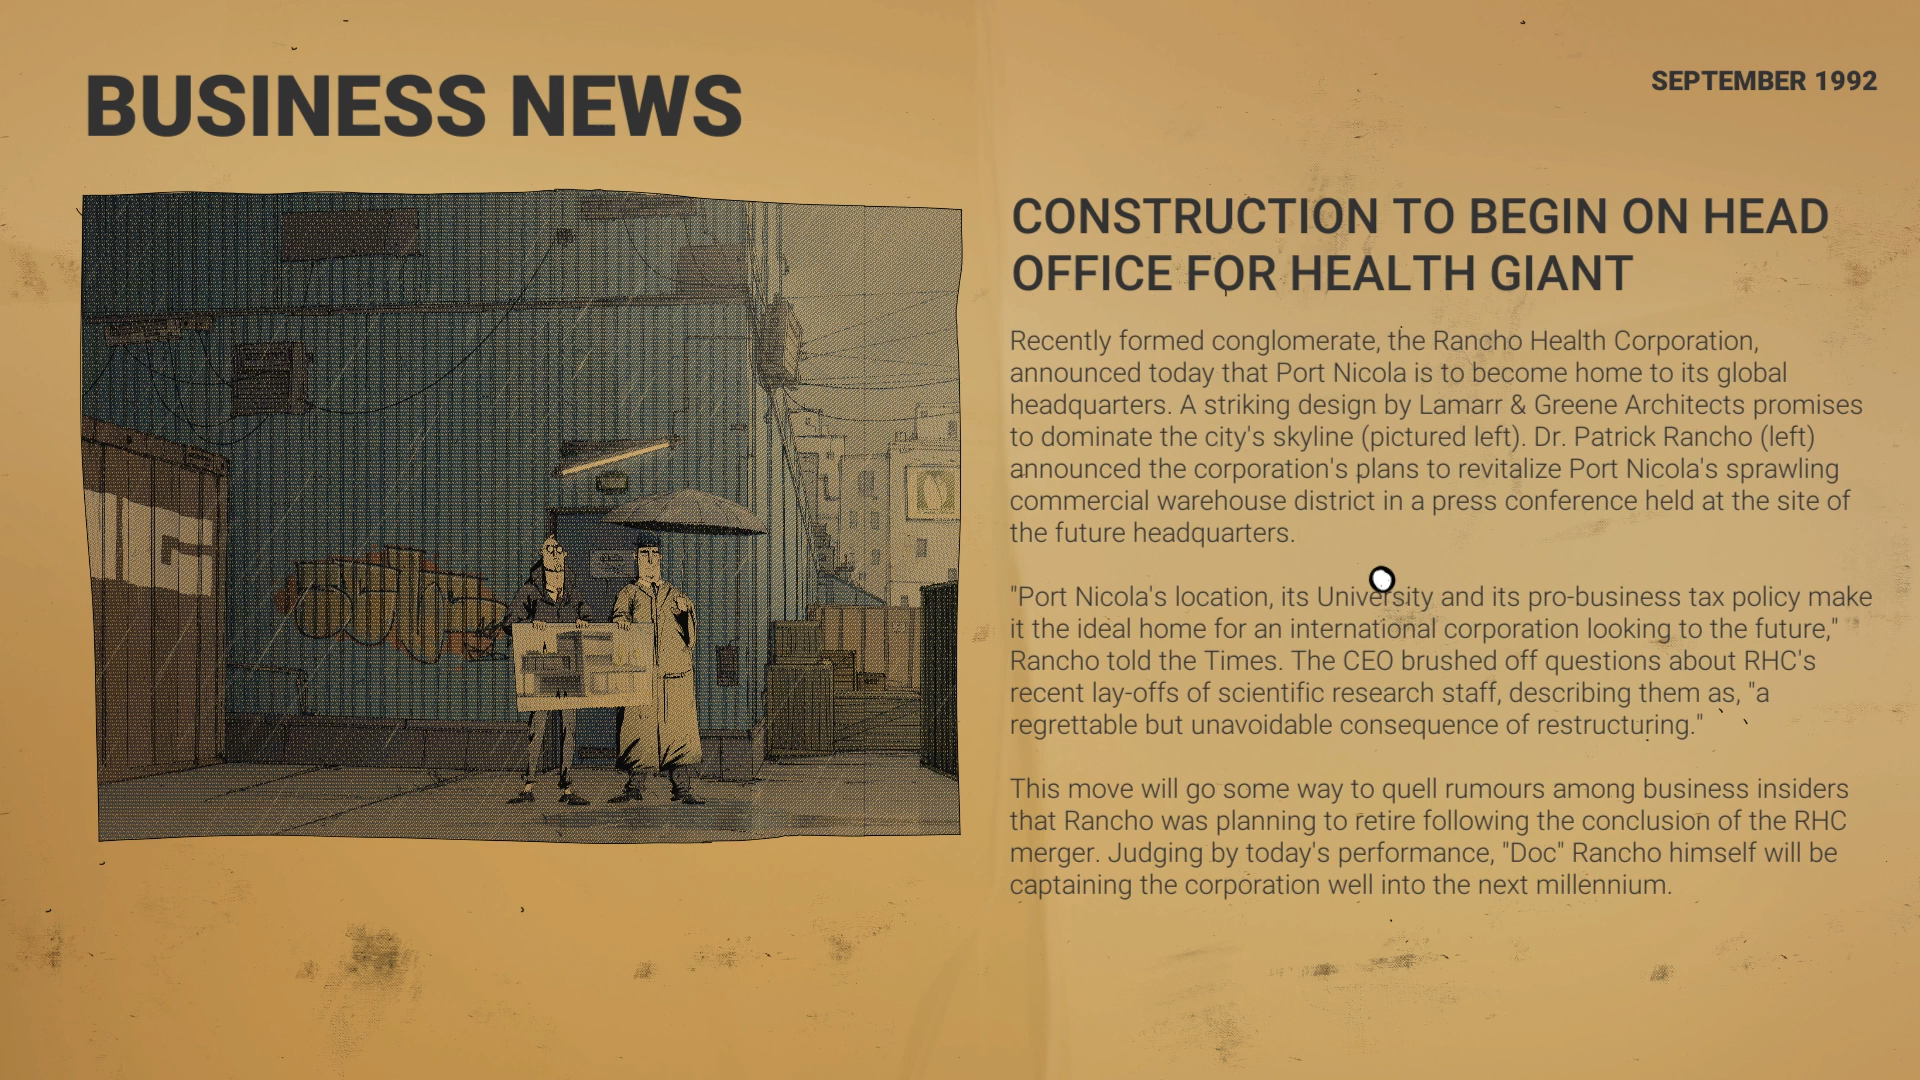 BUSINESS NEWS
SEPTEMBER 1992
CONSTRUCTION TO BEGIN ON HEAD
OFFICE FOR HEALTH GIANT
Recently formed conglomerate, the Rancho Health Corporation,
announced today that Port Nicola is to become home to its global
headquarters. A striking design by Lamarr & Greene Architects promises
to dominate the city's skyline (pictured left). Dr. Patrick Rancho (left)
announced the corporation's plans to revitalize Port Nicola's sprawling
commercial warehouse district in a press conference held at the site of
the future headquarters.
"Port Nicola's location, its University and its pro-business tax policy make
it the ideal home for an international corporation looking to the future,"
Rancho told the Times. The CEO brushed off questions about RHC's
recent lay-offs of scientific research staff, describing them as, "a
regrettable but unavoidable consequence of restructuring."
This move will go some way to quell rumours among business insiders
that Rancho was planning to retire following the conclusion of the RHC
merger. Judging by today's performance, "Doc" Rancho himself will be
captaining the corporation well into the next millennium.